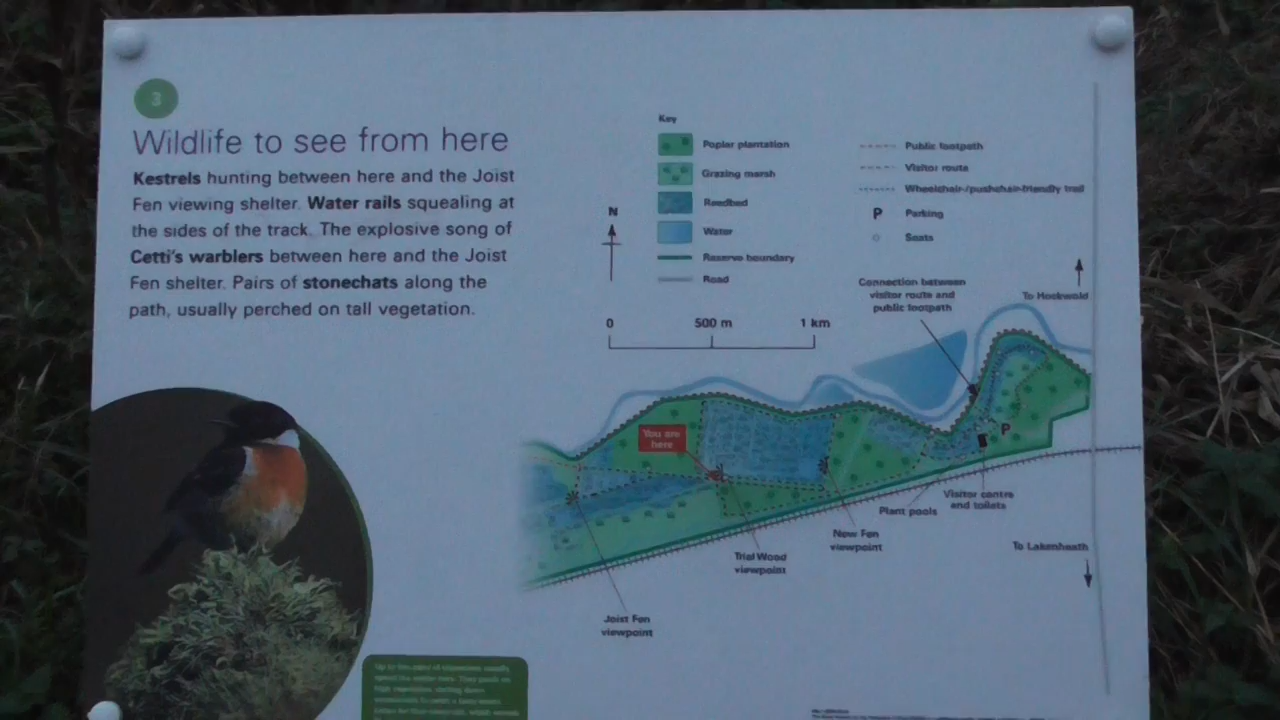 3
Wildlife to see from here
Kestrels hunting between here and the Joist
Fen viewing shelter. Water rails squealing at
the sides of the track. The explosive song of
Cetti's warblers between here and the Joist
Fen shelter. Pairs of stonechats along the
path, usually perched on tall vegetation.
Key
Poplar plantation
Grazing marsh
Reedbed
Water
Reserve boundary
Road
Public footpath
Visitor route
Wheelchair-/pushchair-friendly trail
P Parking
Seats
N
0 500 m 1 km
Connection between
visitor route and
public footpath
To Hockwold
You are
here
P
Visitor centre
and toilets
Plant pools
New Fen
viewpoint
Trial Wood
viewpoint
To Lakenheath
Joist Fen
viewpoint